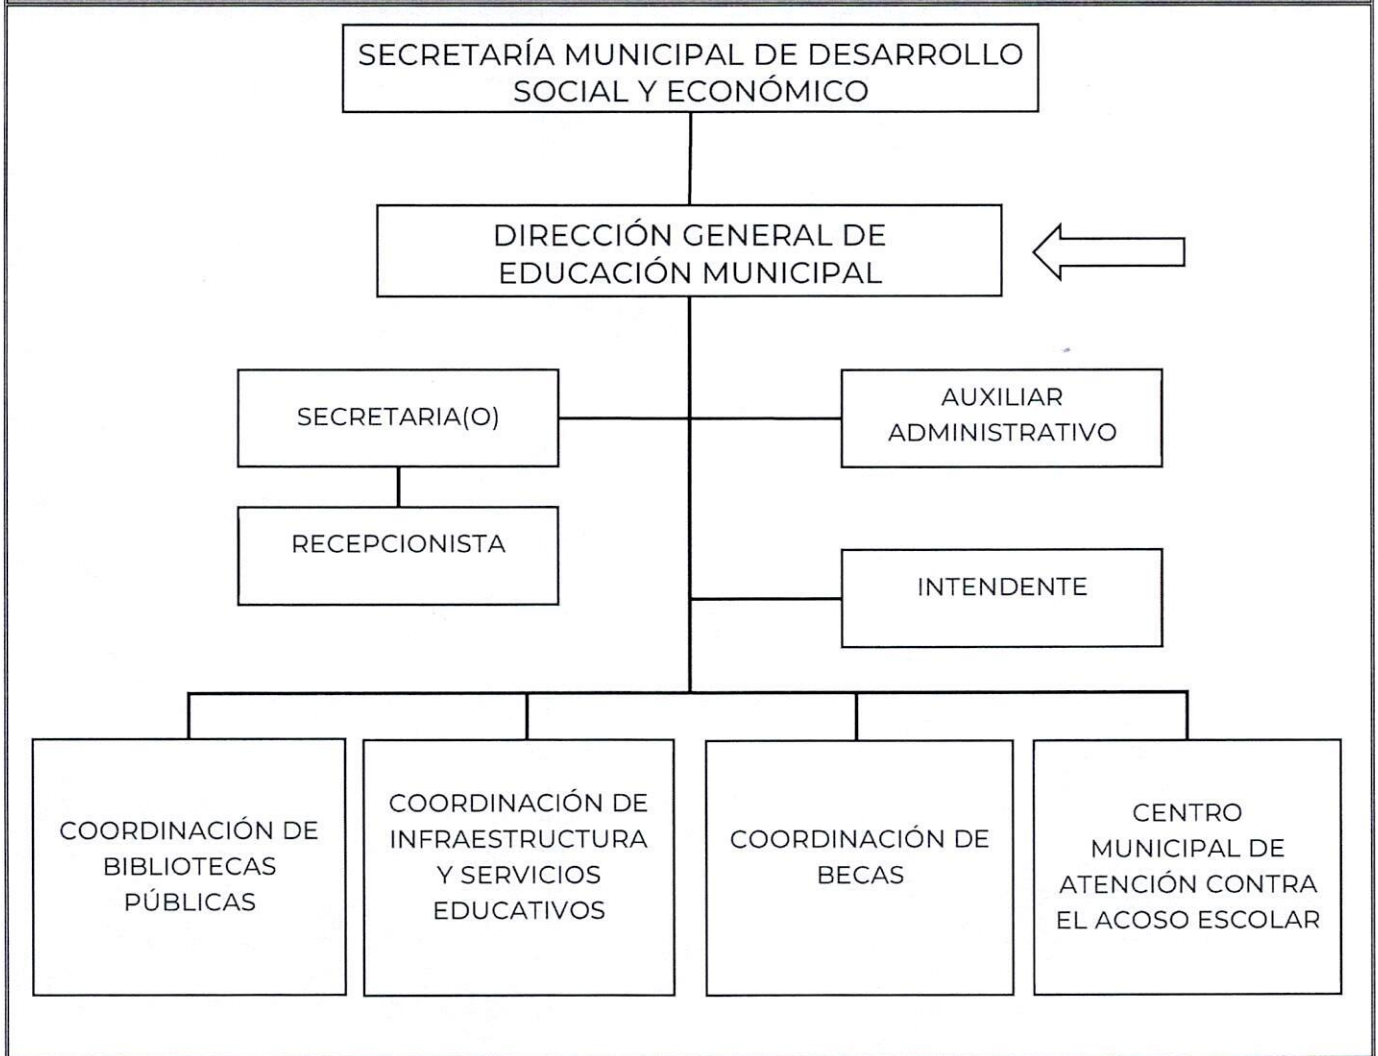 SECRETARÍA MUNICIPAL DE DESARROLLO
SOCIAL Y ECONÓMICO
DIRECCIÓN GENERAL DE
EDUCACIÓN MUNICIPAL
SECRETARIA(O)
AUXILIAR
ADMINISTRATIVO
RECEPCIONISTA
INTENDENTE
COORDINACIÓN DE
BIBLIOTECAS
PÚBLICAS
COORDINACIÓN DE
INFRAESTRUCTURA
Y SERVICIOS
EDUCATIVOS
COORDINACIÓN DE
BECAS
CENTRO
MUNICIPAL DE
ATENCIÓN CONTRA
EL ACOSO ESCOLAR